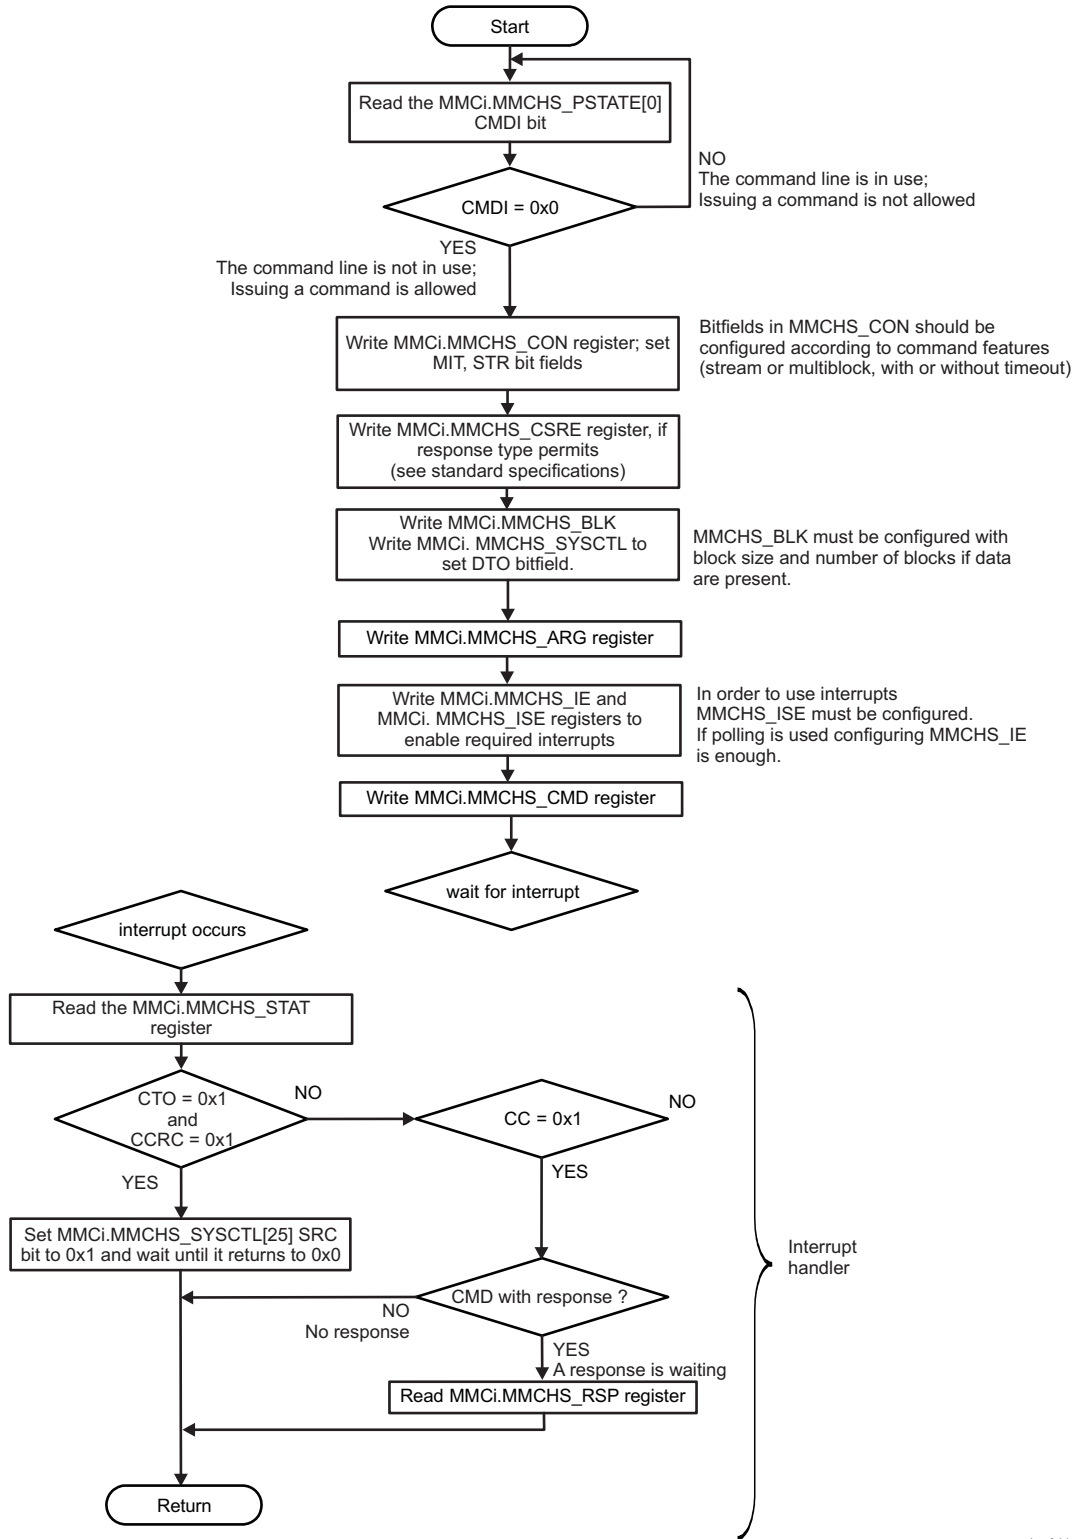 Start
Read the MMCi.MMCHS_PSTATE[0]
CMDI bit
NO
The command line is in use;
Issuing a command is not allowed
CMDI = 0x0
YES
The command line is not in use;
Issuing a command is allowed
Write MMCi.MMCHS_CON register; set
MIT, STR bit fields
Bitfields in MMCHS_CON should be
configured according to command features
(stream or multiblock, with or without timeout)
Write MMCi.MMCHS_CSRE register, if
response type permits
(see standard specifications)
Write MMCi.MMCHS_BLK
Write MMCi. MMCHS_SYSCTL to
set DTO bitfield.
MMCHS_BLK must be configured with
block size and number of blocks if data
are present.
Write MMCi.MMCHS_ARG register
Write MMCi.MMCHS_IE and
MMCi. MMCHS_ISE registers to
enable required interrupts
In order to use interrupts
MMCHS_ISE must be configured.
If polling is used configuring MMCHS_IE
is enough.
Write MMCi.MMCHS_CMD register
wait for interrupt
interrupt occurs
Read the MMCi.MMCHS_STAT
register
CTO = 0x1
and
CCRC = 0x1
NO
CC = 0x1
NO
YES
YES
Set MMCi.MMCHS_SYSCTL[25] SRC
bit to 0x1 and wait until it returns to 0x0
Interrupt
handler
CMD with response ?
NO
No response
YES
A response is waiting
Read MMCi.MMCHS_RSP register
Return